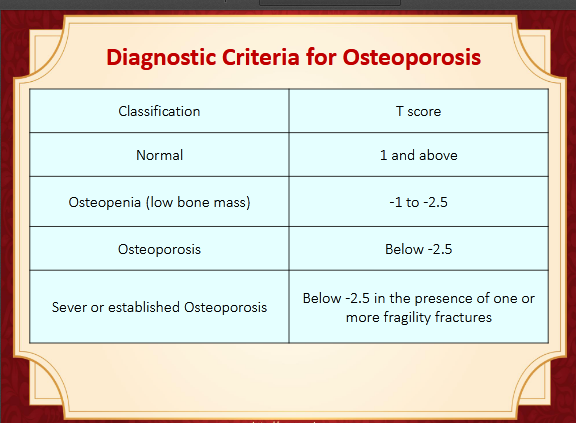 Diagnostic Criteria for Osteoporosis
Classification
T score
Normal
1 and above
Osteopenia (low bone mass)
-1 to -2.5
Osteoporosis
Below -2.5
Sever or established Osteoporosis
Below -2.5 in the presence of one or
more fragility fractures